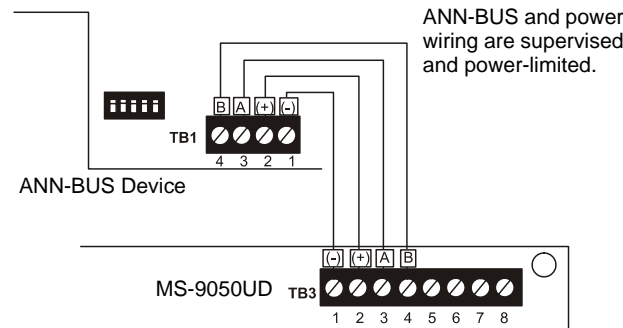 ANN-BUS and power
wiring are supervised
and power-limited.
B A (+) (-)
TB1
4 3 2 1
ANN-BUS Device
(-) (+) A B
MS-9050UD TB3
1 2 3 4 5 6 7 8